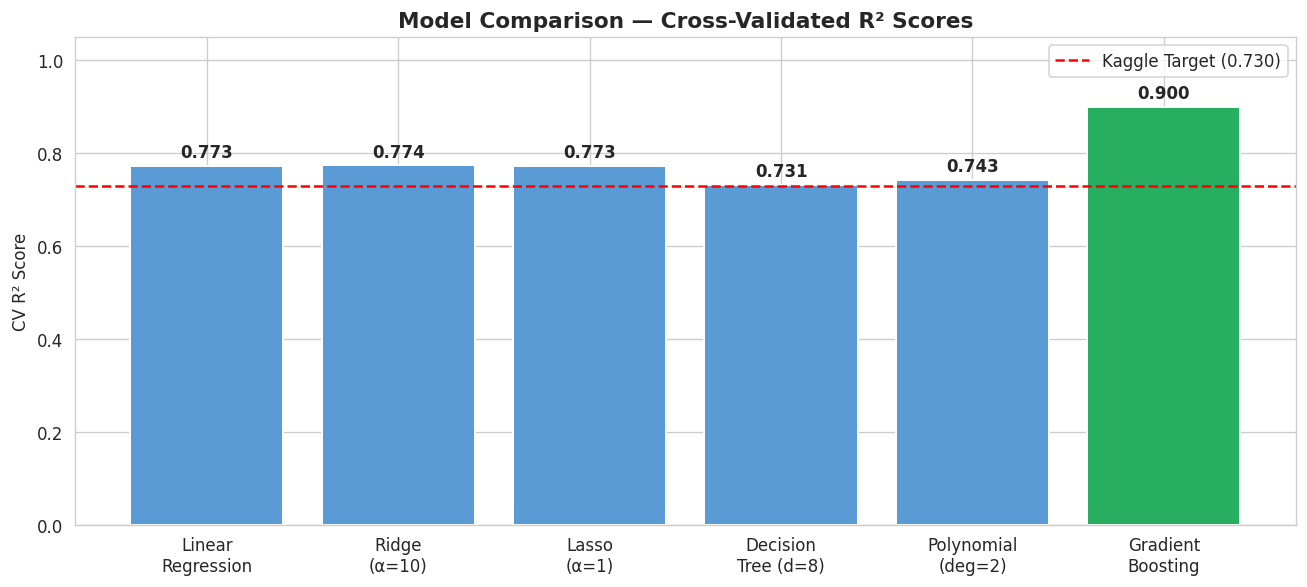 Model Comparison — Cross-Validated R² Scores
Kaggle Target (0.730)
CV R² Score
1.0
0.8
0.6
0.4
0.2
0.0
0.773
0.774
0.773
0.731
0.743
0.900
Linear
Regression
Ridge
(α=10)
Lasso
(α=1)
Decision
Tree (d=8)
Polynomial
(deg=2)
Gradient
Boosting